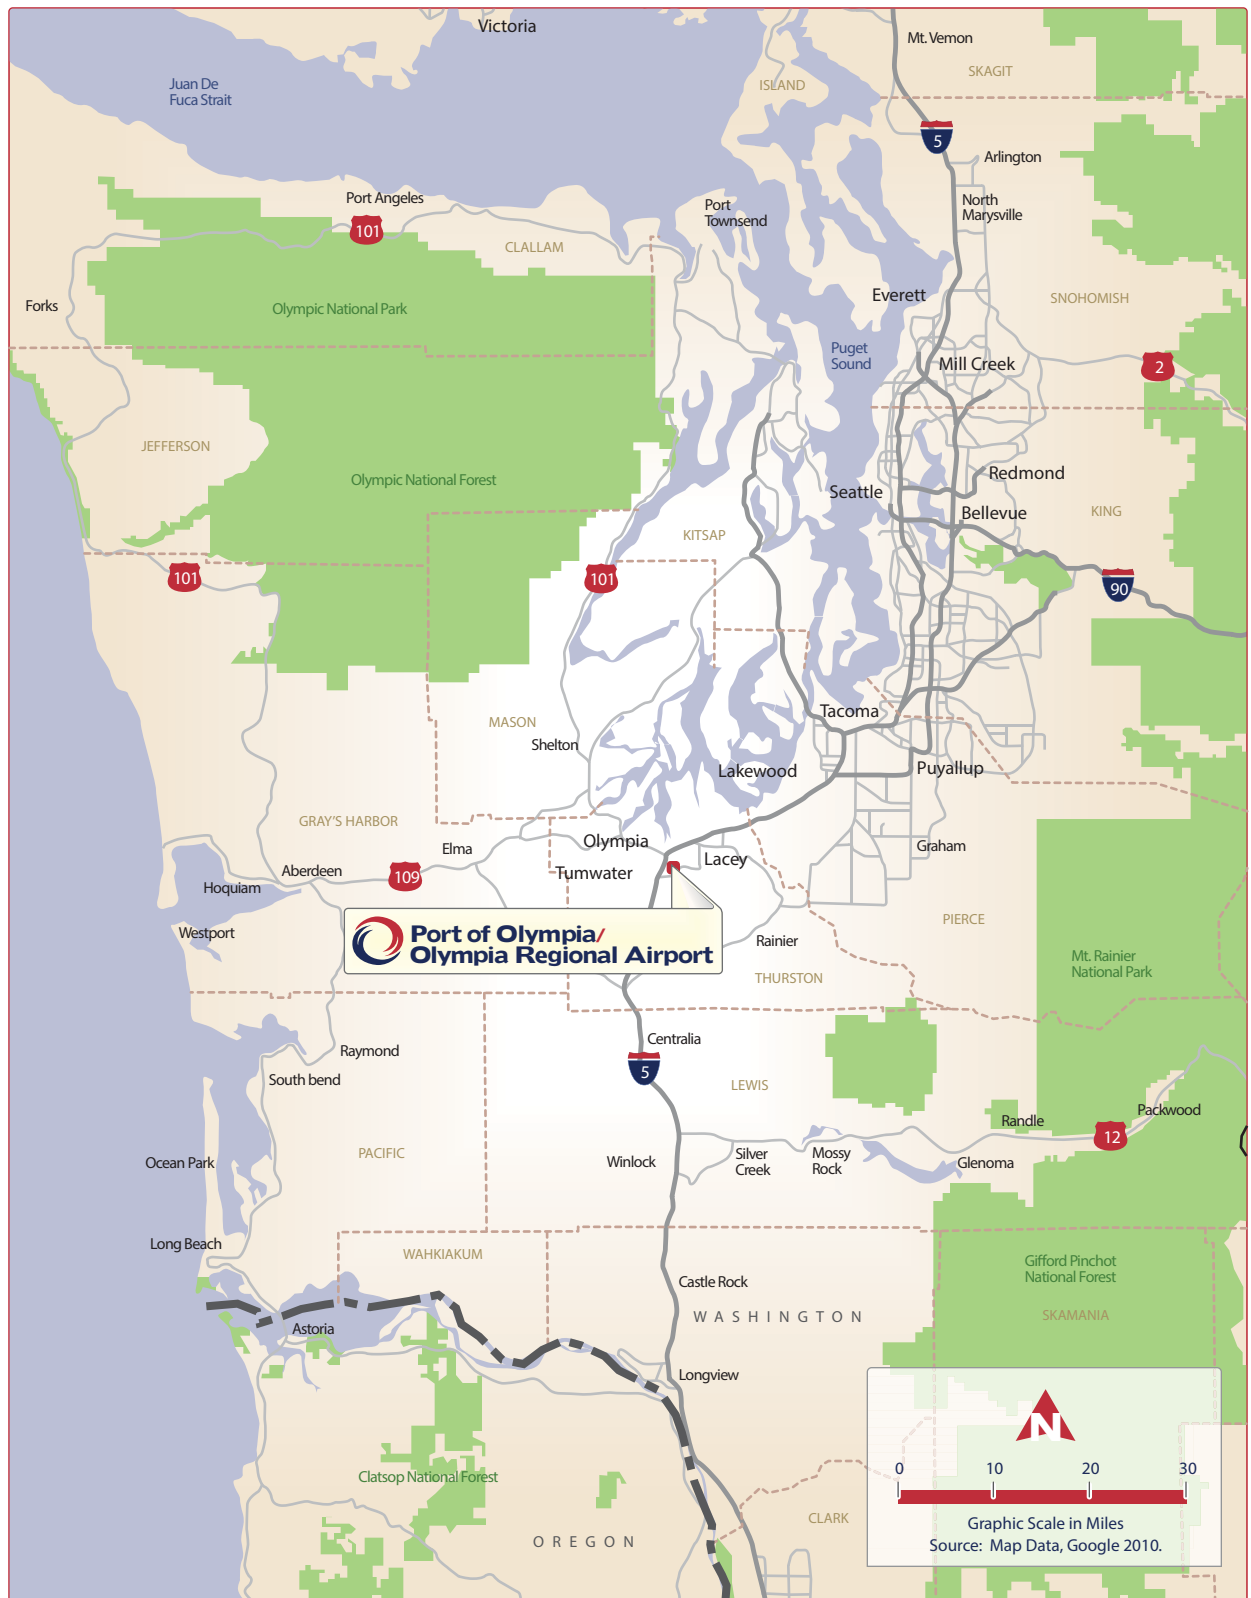 Victoria
Mt. Vernon
SKAGIT
ISLAND
Juan De
Fuca Strait
5
Arlington
North
Marysville
Port Angeles
101
Port
Townsend
CLALLAM
Forks
Olympic National Park
Everett
SNOHOMISH
Puget
Sound
Mill Creek
2
JEFFERSON
Olympic National Forest
Redmond
Seattle
Bellevue
KING
KITSAP
101
101
90
MASON
Shelton
Tacoma
Lakewood
Puyallup
GRAY'S HARBOR
Elma
Olympia
Lacey
Graham
Aberdeen
109
Tumwater
Hoquiam
Westport
Port of Olympia/
Olympia Regional Airport
Rainier
PIERCE
THURSTON
Mt. Rainier
National Park
Centralia
Raymond
5
South bend
LEWIS
Packwood
Randle
12
PACIFIC
Ocean Park
Winlock
Silver
Creek
Mossy
Rock
Glenoma
Long Beach
WAHKIAKUM
Gifford Pinchot
National Forest
Castle Rock
WASHINGTON
SKAMANIA
Astoria
Longview
N
0 10 20 30
Graphic Scale in Miles
Source: Map Data, Google 2010.
Clatsop National Forest
CLARK
OREGON